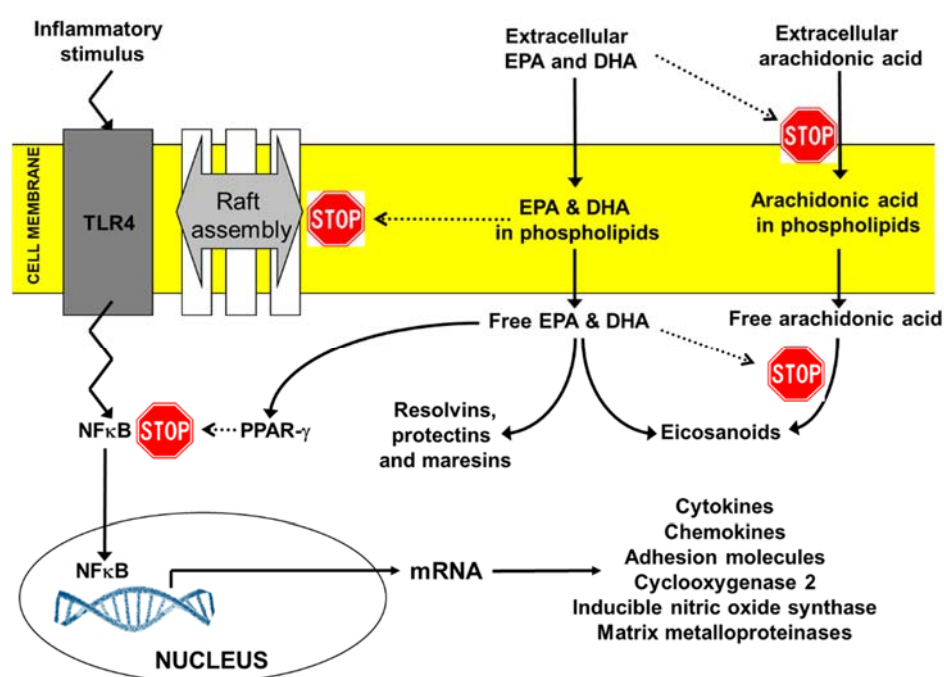 Inflammatory
stimulus
Extracellular
EPA and DHA
Extracellular
arachidonic acid
STOP
CELL MEMBRANE
TLR4
Raft
assembly
STOP
EPA & DHA
in phospholipids
Arachidonic acid
in phospholipids
Free EPA & DHA
Free arachidonic acid
STOP
NFκB
STOP
PPAR-γ
Resolvins,
protectins
and maresins
Eicosanoids
NFκB
mRNA
Cytokines
Chemokines
Adhesion molecules
Cyclooxygenase 2
Inducible nitric oxide synthase
Matrix metalloproteinases
NUCLEUS